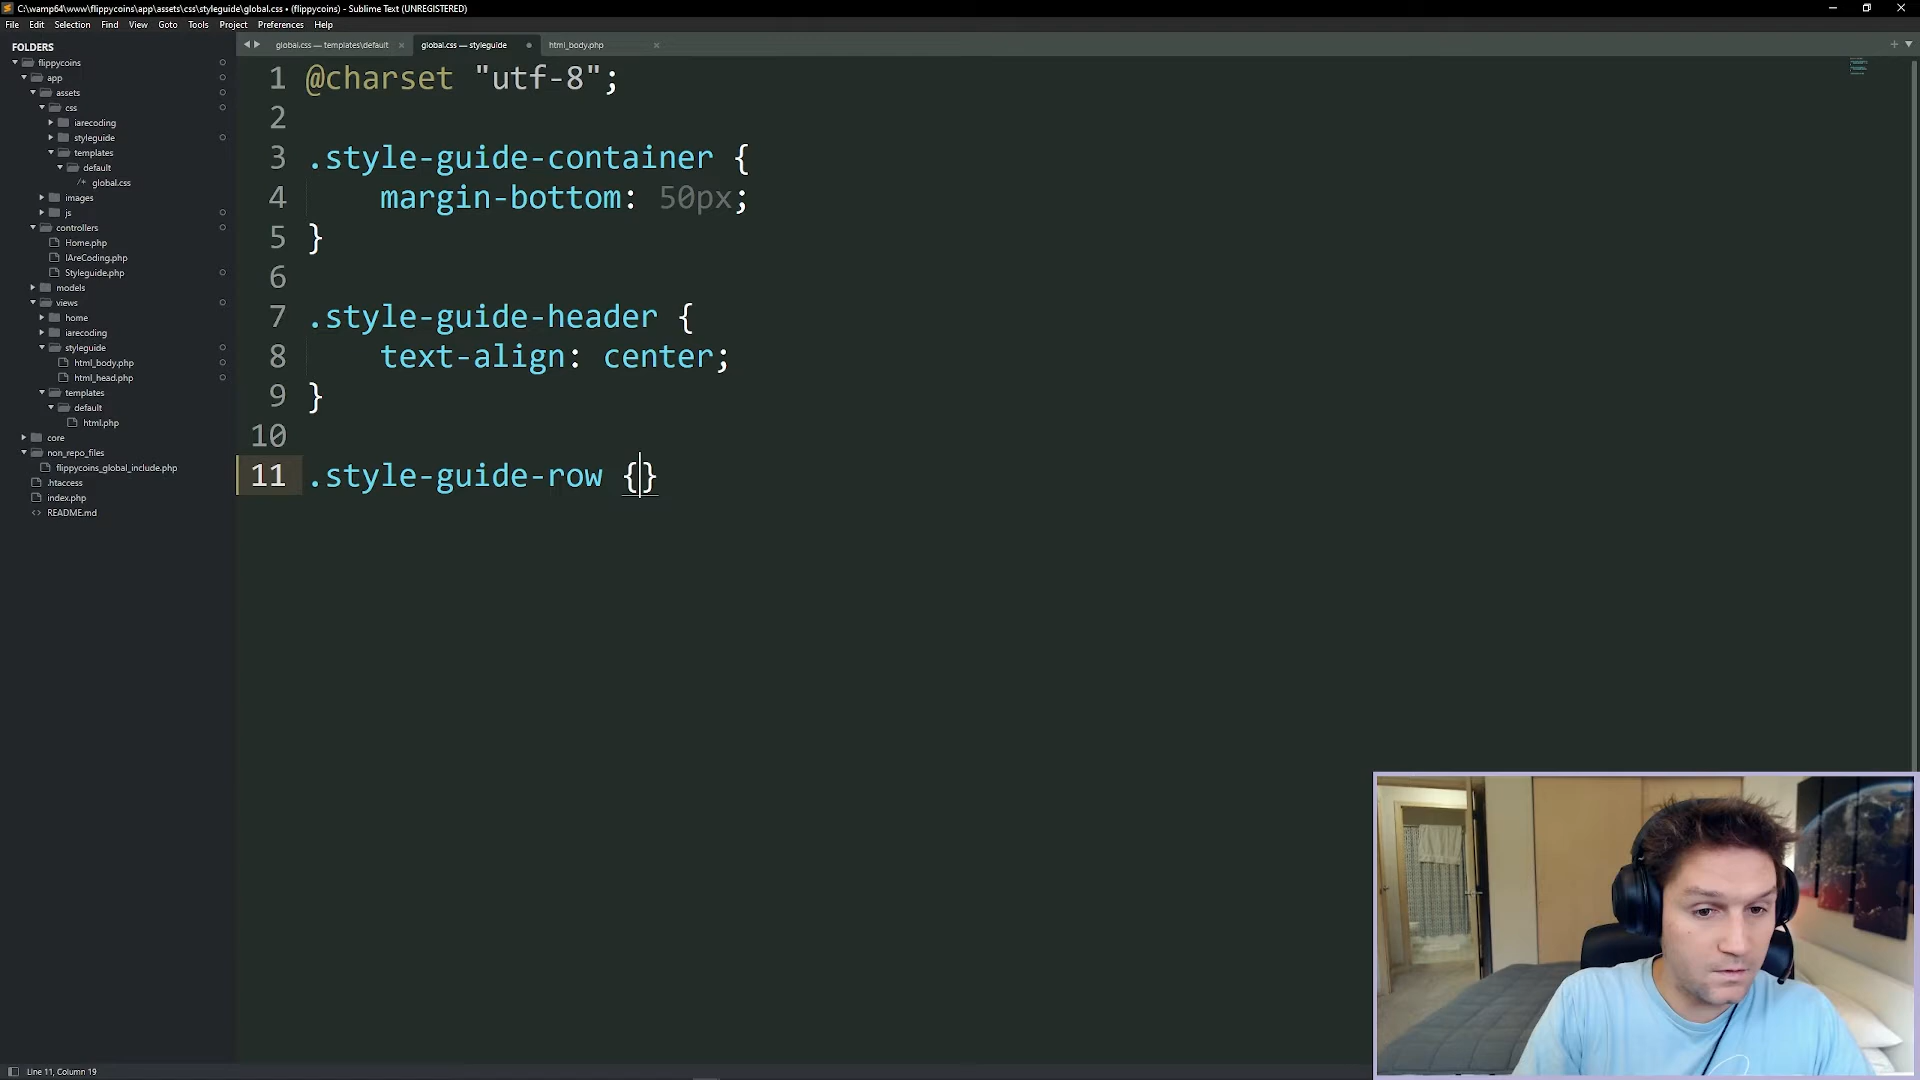 C:\wamp64\www\flippycoins\app\assets\css\styleguide\global.css • (flippycoins) - Sublime Text (UNREGISTERED)
File Edit Selection Find View Goto Tools Project Preferences Help
FOLDERS
flippycoins
app
assets
css
iarecoding
styleguide
templates
default
/* global.css
images
js
controllers
Home.php
IAreCoding.php
Styleguide.php
models
views
home
iarecoding
styleguide
html_body.php
html_head.php
templates
default
html.php
core
non_repo_files
flippycoins_global_include.php
.htaccess
index.php
<> README.md
global.css — templates\default
global.css — styleguide
html_body.php
1 @charset "utf-8";
2
3 .style-guide-container {
4 margin-bottom: 50px;
5 }
6
7 .style-guide-header {
8 text-align: center;
9 }
10
11 .style-guide-row {}
Line 11, Column 19